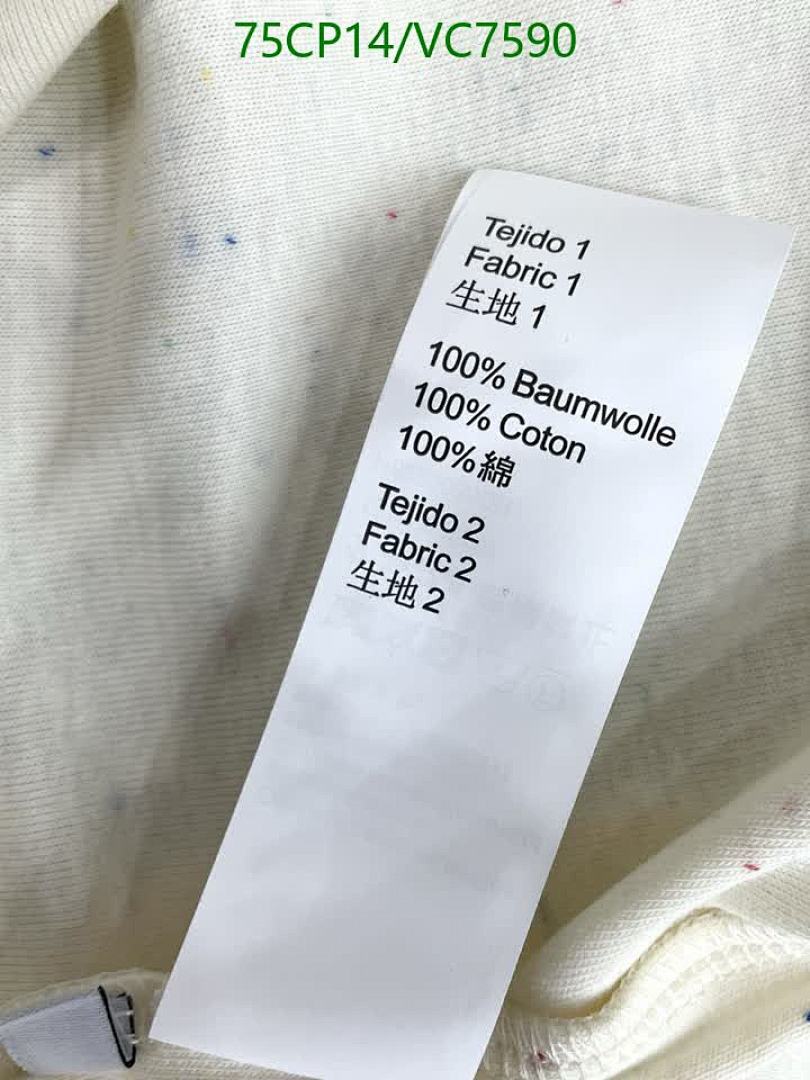 75CP14/VC7590
Tejido 1
Fabric 1
生地 1
100% Baumwolle
100% Coton
100%綿
Tejido 2
Fabric 2
生地 2